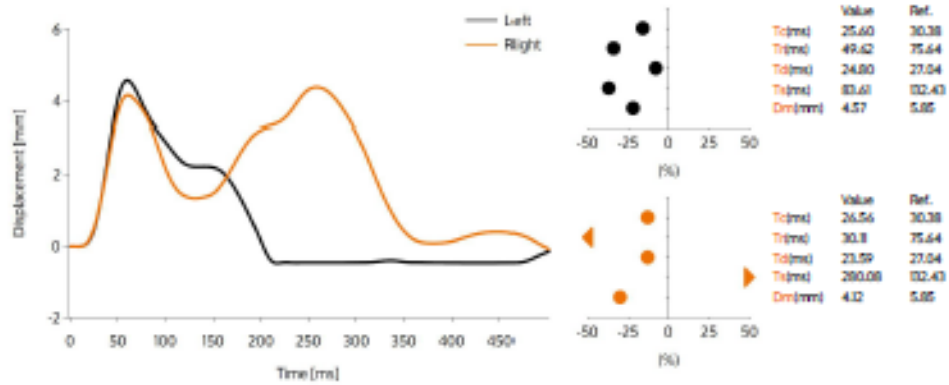 Left
Rlight
Displacement [mm]
6
4
2
0
-2
0 50 100 150 200 250 300 350 400 450
Time [ms]
-50 -25 0 25 50
(%)
Value Ref.
Tc(ms) 25.60 30.38
Tr(ms) 49.62 75.64
Td(ms) 24.80 27.04
Ts(ms) 83.61 132.43
Dm(mm) 4.57 5.85
-50 -25 0 25 50
(%)
Value Ref.
Tc(ms) 26.56 30.38
Tr(ms) 30.11 75.64
Td(ms) 23.59 27.04
Ts(ms) 280.08 132.43
Dm(mm) 4.12 5.85